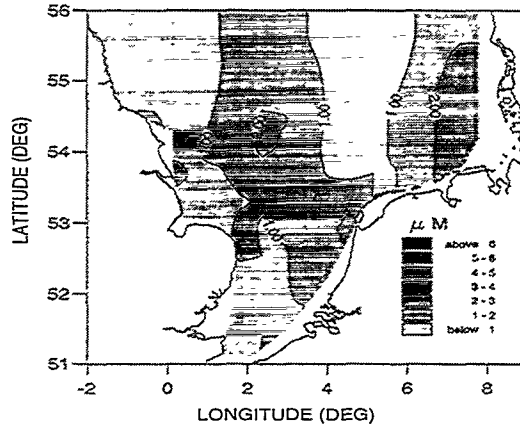 56
55
54
53
52
51
LATITUDE (DEG)
-2 0 2 4 6 8
LONGITUDE (DEG)
μ M
above 6
5-6
4-5
3-4
2-3
1-2
below 1